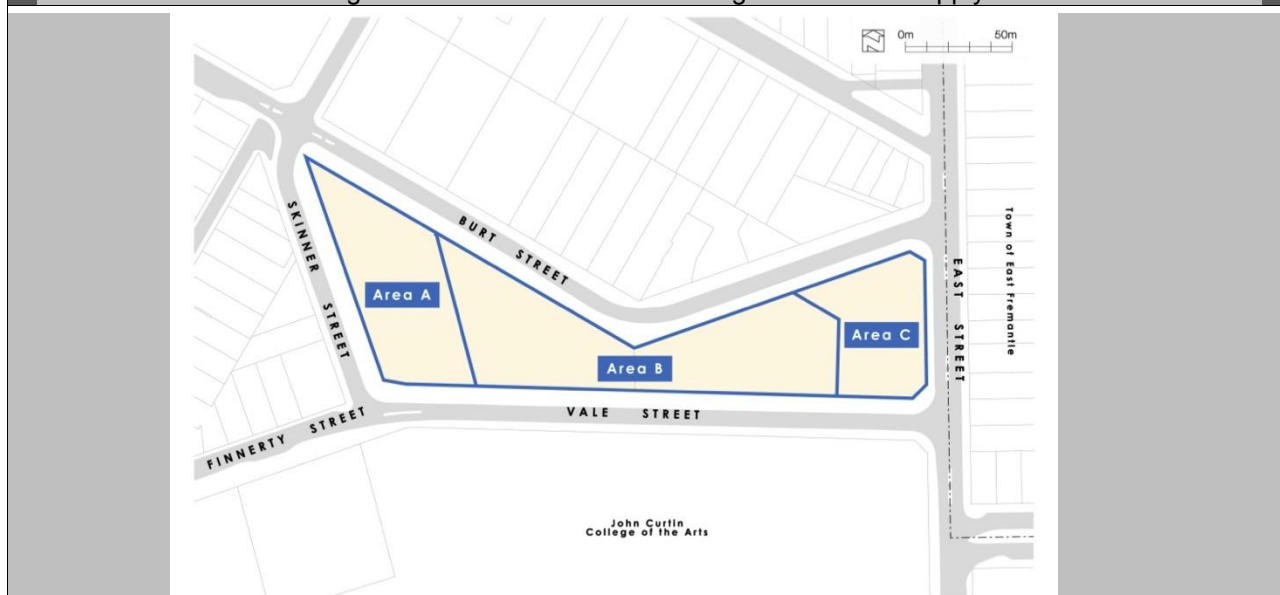 0m 50m
BURT STREET
SKINNER STREET
Area A
Area B
Area C
EAST STREET
Town of East Fremantle
VALE STREET
FINNERTY STREET
John Curtin
College of the Arts